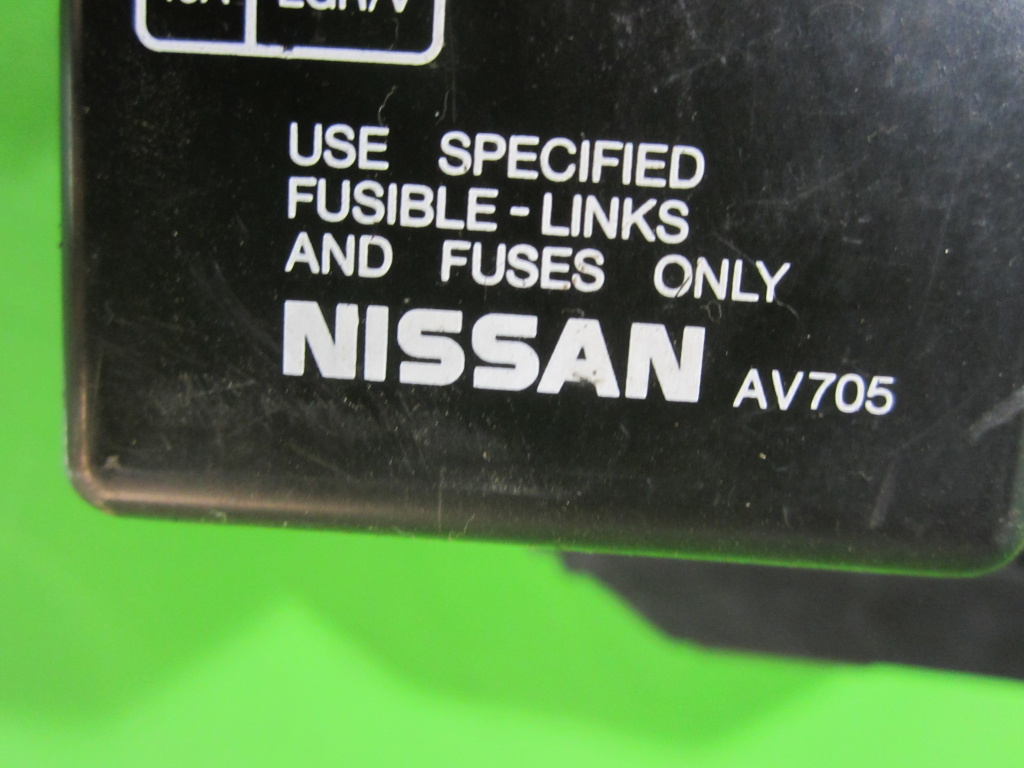 USE SPECIFIED
FUSIBLE-LINKS
AND FUSES ONLY
NISSAN AV705